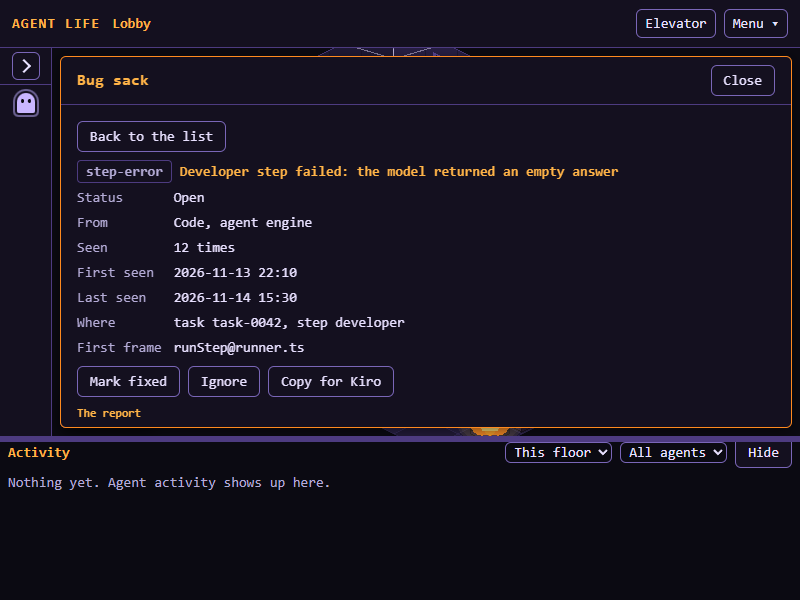 AGENT LIFE Lobby Elevator Menu ▾
Bug sack Close
Back to the list
step-error Developer step failed: the model returned an empty answer
Status Open
From Code, agent engine
Seen 12 times
First seen 2026-11-13 22:10
Last seen 2026-11-14 15:30
Where task task-0042, step developer
First frame runStep@runner.ts
Mark fixed Ignore Copy for Kiro
The report
Activity This floor All agents Hide
Nothing yet. Agent activity shows up here.